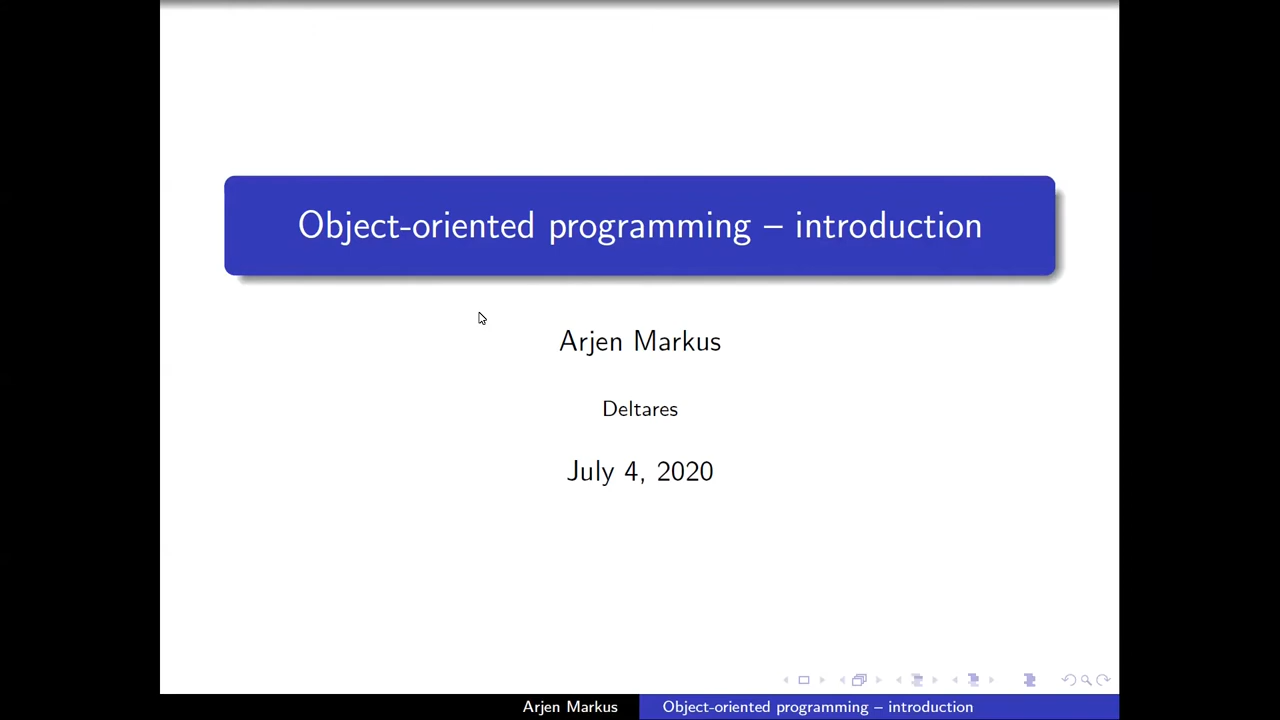 Object-oriented programming – introduction
Arjen Markus
Deltares
July 4, 2020
Arjen Markus
Object-oriented programming – introduction